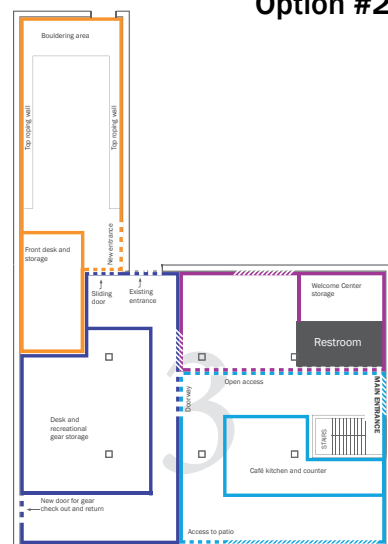 Option #2
Bouldering area
Top roping wall
Top roping wall
New entrance
Front desk and
storage
Sliding
door
Existing
entrance
Welcome Center
storage
Restroom
Open access
MAIN ENTRANCE
Doorway
3
STAIRS
Desk and
recreational
gear storage
Café kitchen and counter
New door for gear
check out and return
Access to patio